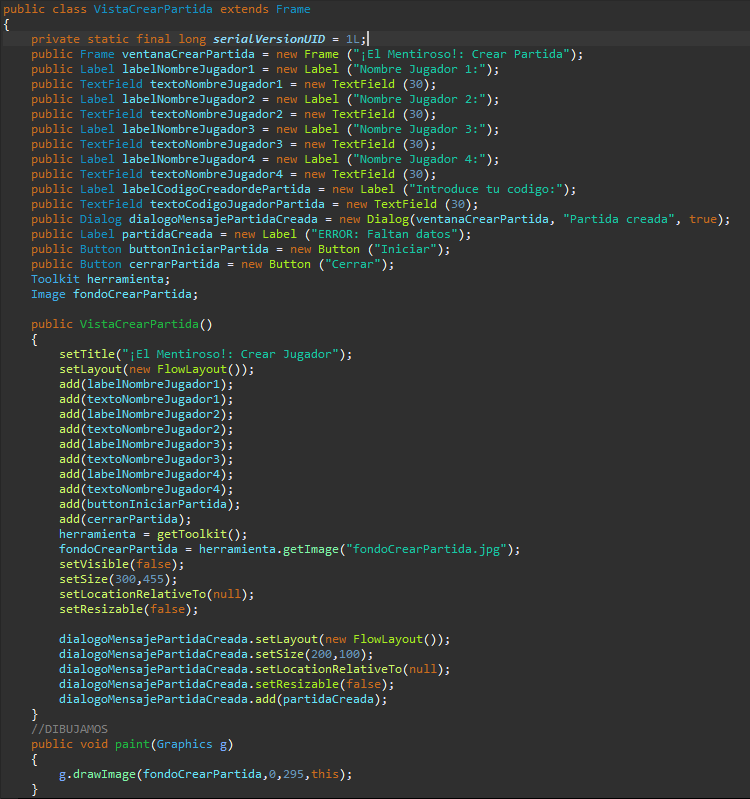 public class VistaCrearPartida extends Frame
{
    private static final long serialVersionUID = 1L;
    public Frame ventanaCrearPartida = new Frame ("¡El Mentiroso!: Crear Partida");
    public Label labelNombreJugador1 = new Label ("Nombre Jugador 1:");
    public TextField textoNombreJugador1 = new TextField (30);
    public Label labelNombreJugador2 = new Label ("Nombre Jugador 2:");
    public TextField textoNombreJugador2 = new TextField (30);
    public Label labelNombreJugador3 = new Label ("Nombre Jugador 3:");
    public TextField textoNombreJugador3 = new TextField (30);
    public Label labelNombreJugador4 = new Label ("Nombre Jugador 4:");
    public TextField textoNombreJugador4 = new TextField (30);
    public Label labelCodigoCreadordePartida = new Label ("Introduce tu codigo:");
    public TextField textoCodigoJugadorPartida = new TextField (30);
    public Dialog dialogoMensajePartidaCreada = new Dialog(ventanaCrearPartida, "Partida creada", true);
    public Label partidaCreada = new Label ("ERROR: Faltan datos");
    public Button buttonIniciarPartida = new Button ("Iniciar");
    public Button cerrarPartida = new Button ("Cerrar");
    Toolkit herramienta;
    Image fondoCrearPartida;

    public VistaCrearPartida()
    {
        setTitle("¡El Mentiroso!: Crear Jugador");
        setLayout(new FlowLayout());
        add(labelNombreJugador1);
        add(textoNombreJugador1);
        add(labelNombreJugador2);
        add(textoNombreJugador2);
        add(labelNombreJugador3);
        add(textoNombreJugador3);
        add(labelNombreJugador4);
        add(textoNombreJugador4);
        add(buttonIniciarPartida);
        add(cerrarPartida);
        herramienta = getToolkit();
        fondoCrearPartida = herramienta.getImage("fondoCrearPartida.jpg");
        setVisible(false);
        setSize(300,455);
        setLocationRelativeTo(null);
        setResizable(false);

        dialogoMensajePartidaCreada.setLayout(new FlowLayout());
        dialogoMensajePartidaCreada.setSize(200,100);
        dialogoMensajePartidaCreada.setLocationRelativeTo(null);
        dialogoMensajePartidaCreada.setResizable(false);
        dialogoMensajePartidaCreada.add(partidaCreada);
    }
    //DIBUJAMOS
    public void paint(Graphics g)
    {
        g.drawImage(fondoCrearPartida,0,295,this);
    }